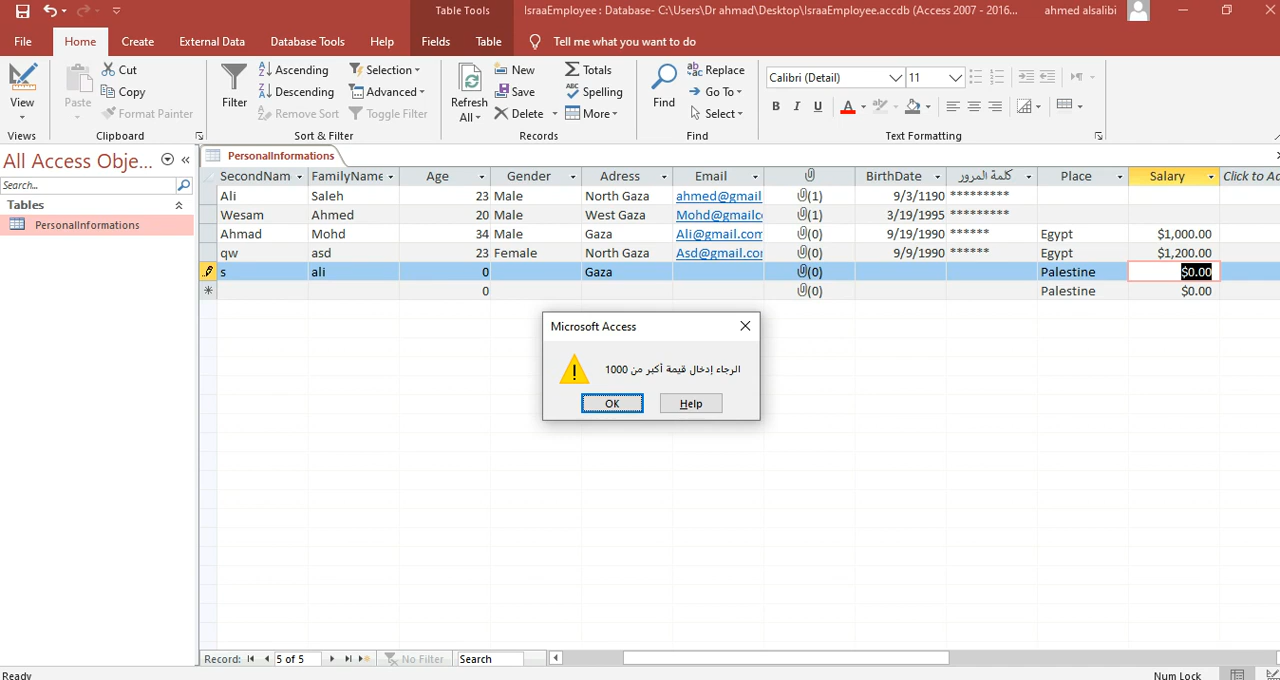 Table Tools
IsraaEmployee : Database- C:\Users\Dr ahmad\Desktop\IsraaEmployee.accdb (Access 2007 - 2016...
ahmed alsalibi
File Home Create External Data Database Tools Help Fields Table Tell me what you want to do
View
Views
Paste
Cut
Copy
Format Painter
Clipboard
Filter
Ascending
Descending
Remove Sort
Selection
Advanced
Toggle Filter
Sort & Filter
Refresh
All
New
Save
Delete
Totals
Spelling
More
Records
Find
Replace
Go To
Select
Find
Calibri (Detail) 11
B I U A
Text Formatting
All Access Obje...
Search...
Tables
PersonalInformations
PersonalInformations
SecondNam FamilyName Age Gender Adress Email BirthDate كلمة المرور Place Salary Click to Ad
Ali Saleh 23 Male North Gaza ahmed@gmail (1) 9/3/1190 *********
Wesam Ahmed 20 Male West Gaza Mohd@gmailc (1) 3/19/1995 *********
Ahmad Mohd 34 Male Gaza Ali@gmail.com (0) 9/19/1990 ****** Egypt $1,000.00
qw asd 23 Female North Gaza Asd@gmail.co (0) 9/9/1990 ****** Egypt $1,200.00
s ali 0 Gaza (0) Palestine $0.00
0 (0) Palestine $0.00
Microsoft Access
الرجاء إدخال قيمة أكبر من 1000
OK Help
Record: 5 of 5 No Filter Search
Ready
Num Lock